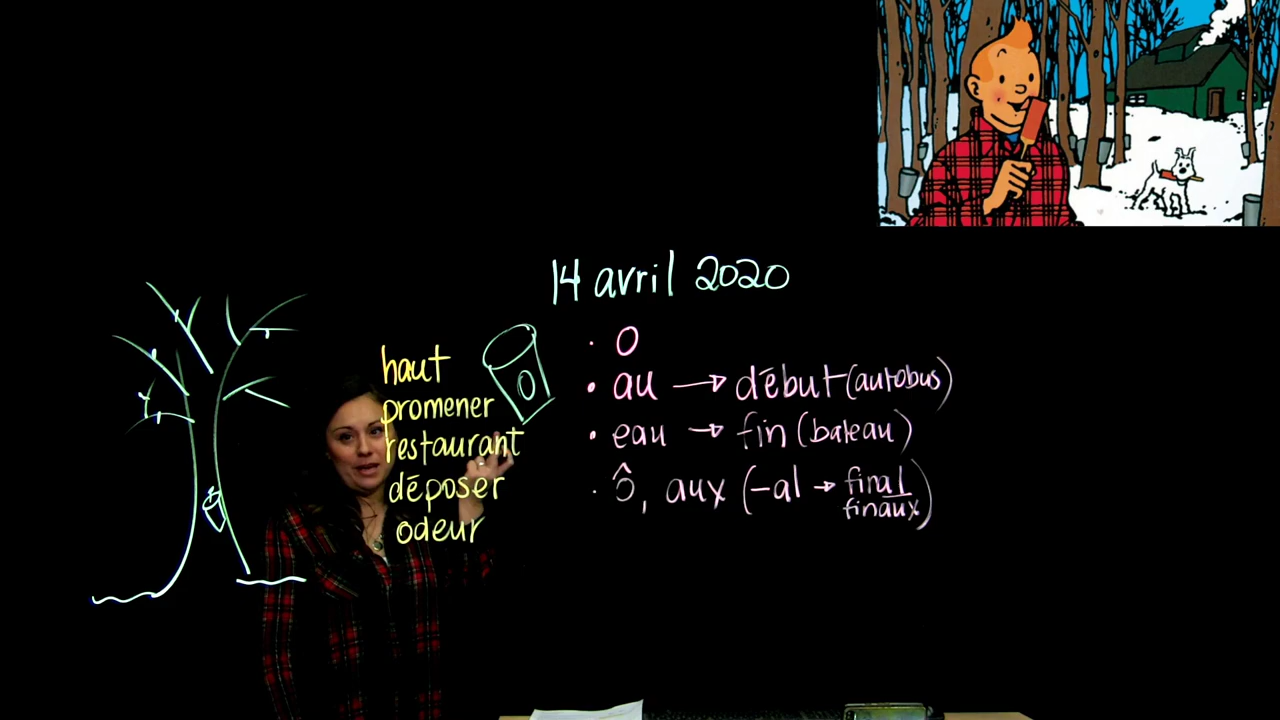 14 avril 2020
haut
promener
restaurant
déposer
odeur
O
· o
· au → début (autobus)
· eau → fin (bateau)
· ô, aux (-al → final
finaux)